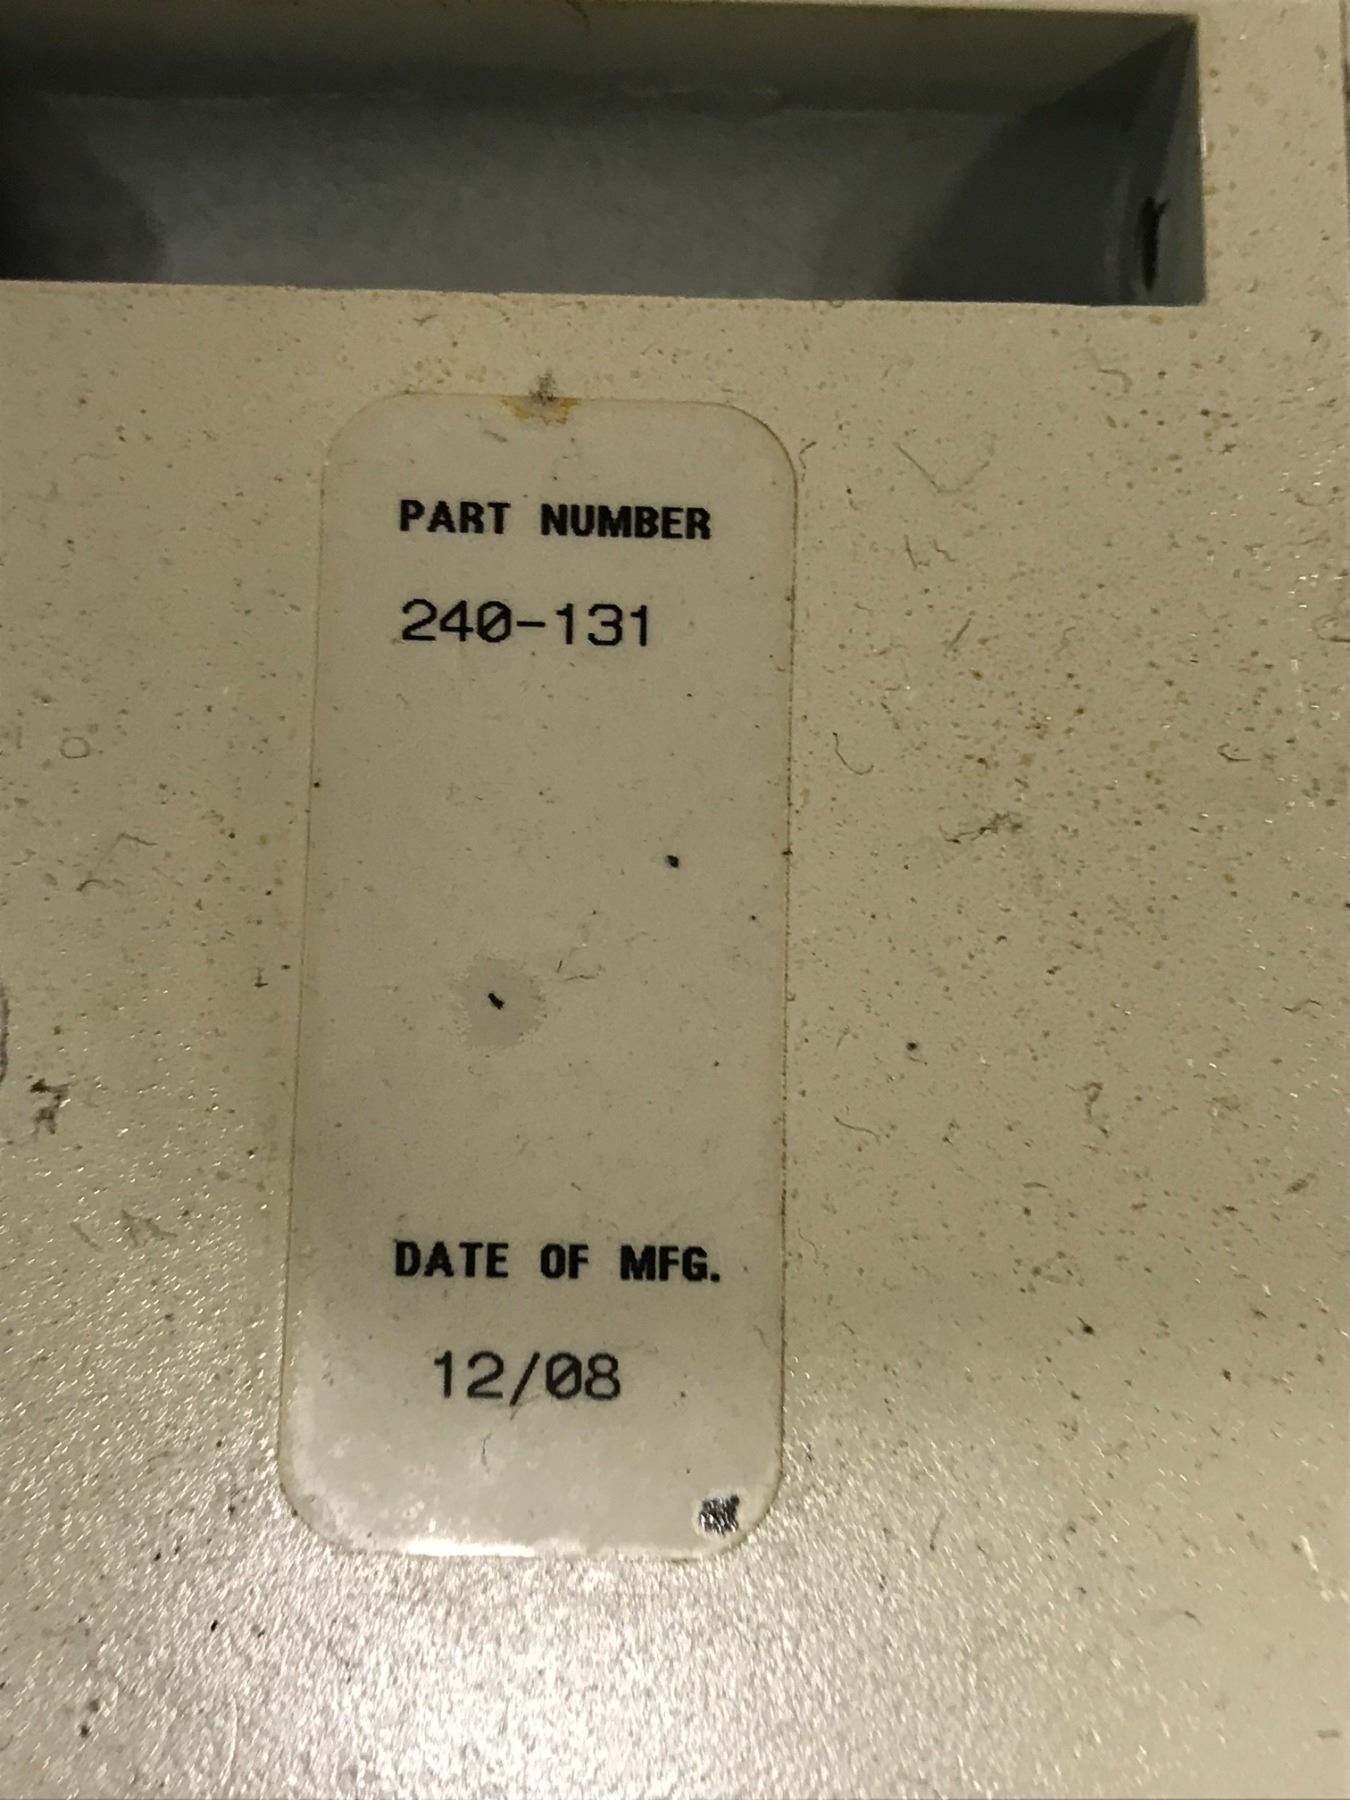 PART NUMBER
240-131
DATE OF MFG.
12/08